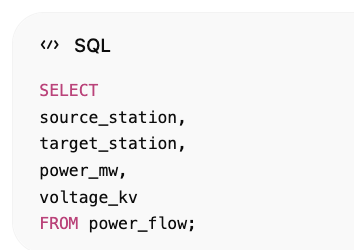 </> SQL
SELECT
source_station,
target_station,
power_mw,
voltage_kv
FROM power_flow;